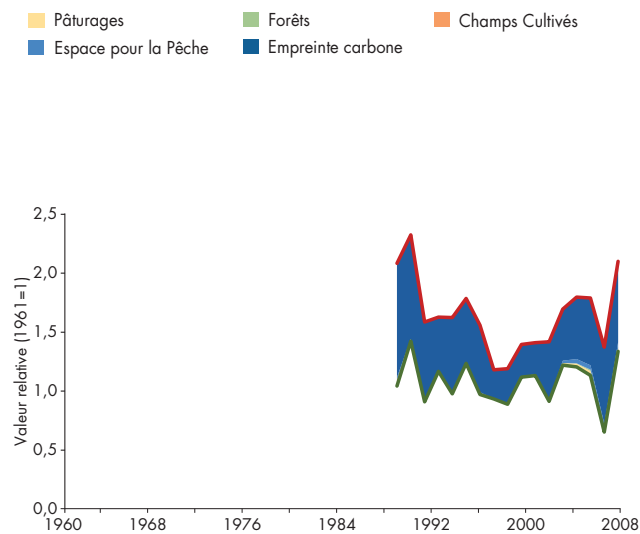 Pâturages Forêts Champs Cultivés
Espace pour la Pêche Empreinte carbone
2,5
2,0
1,5
1,0
0,5
0,0
Valeur relative (1961=1)
1960 1968 1976 1984 1992 2000 2008